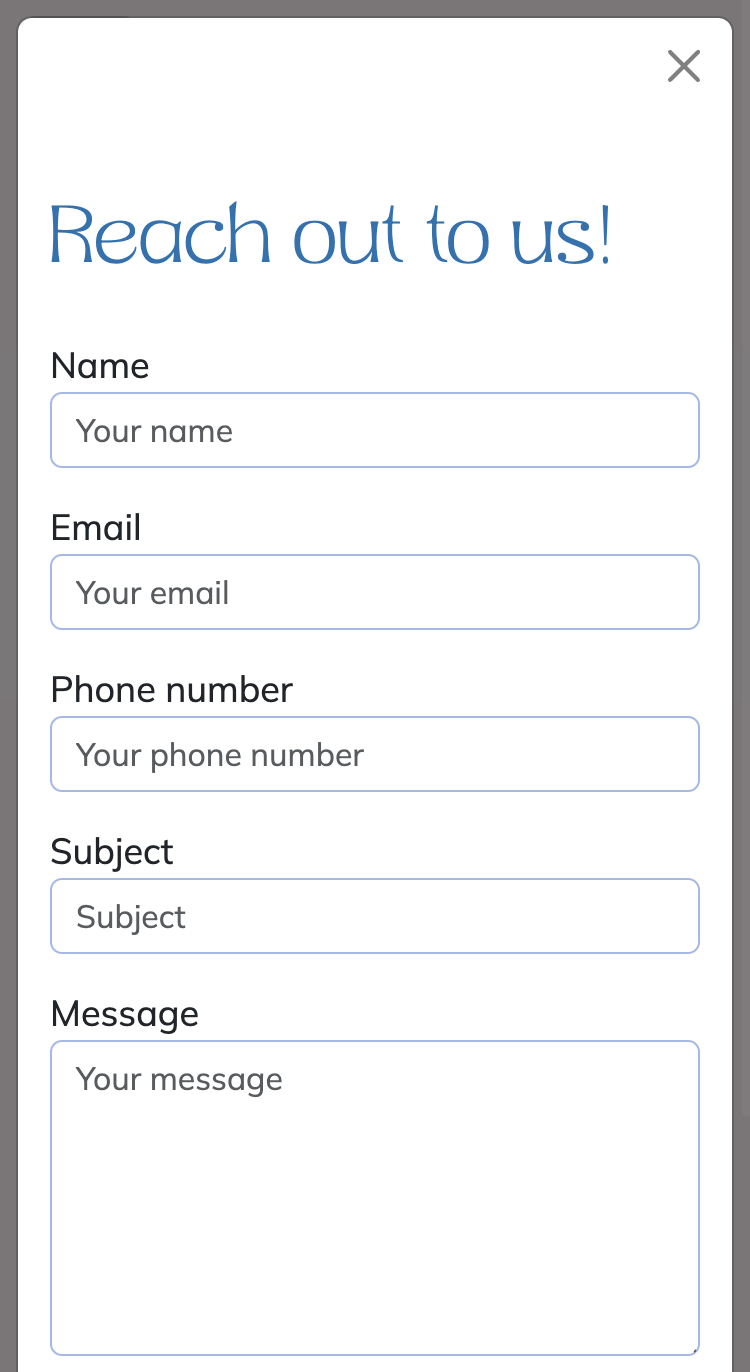 Reach out to us!
Name
Your name
Email
Your email
Phone number
Your phone number
Subject
Subject
Message
Your message